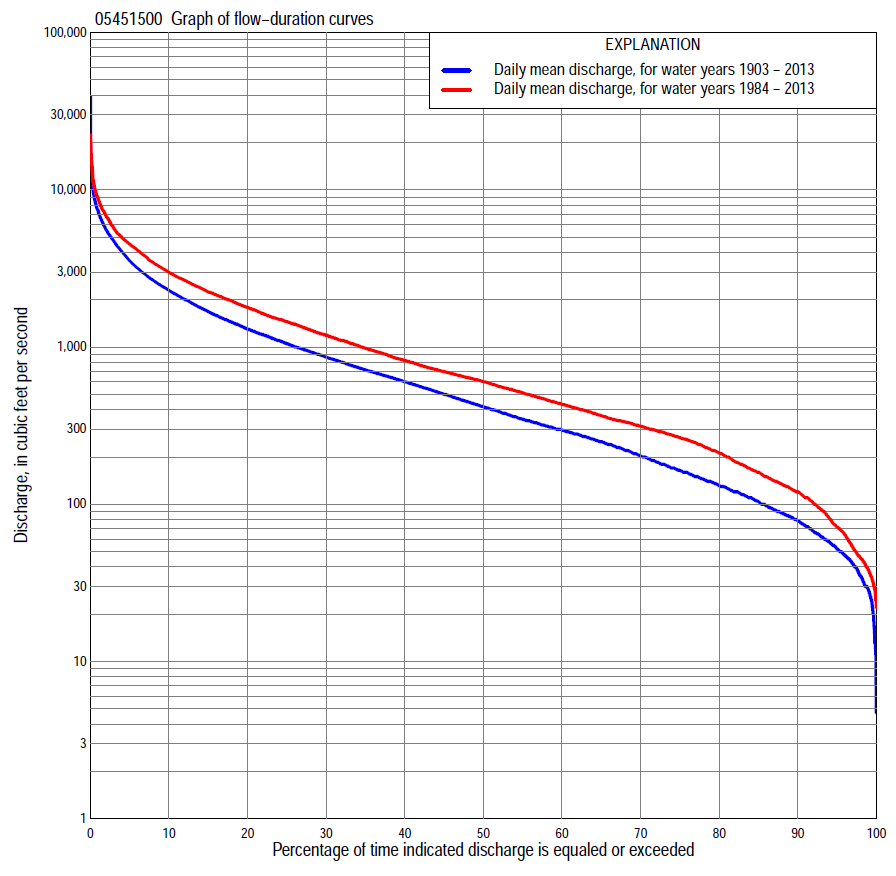 05451500 Graph of flow-duration curves
EXPLANATION
Daily mean discharge, for water years 1903 - 2013
Daily mean discharge, for water years 1984 - 2013
100,000
30,000
10,000
3,000
1,000
300
100
30
10
3
1
Discharge, in cubic feet per second
0 10 20 30 40 50 60 70 80 90 100
Percentage of time indicated discharge is equaled or exceeded